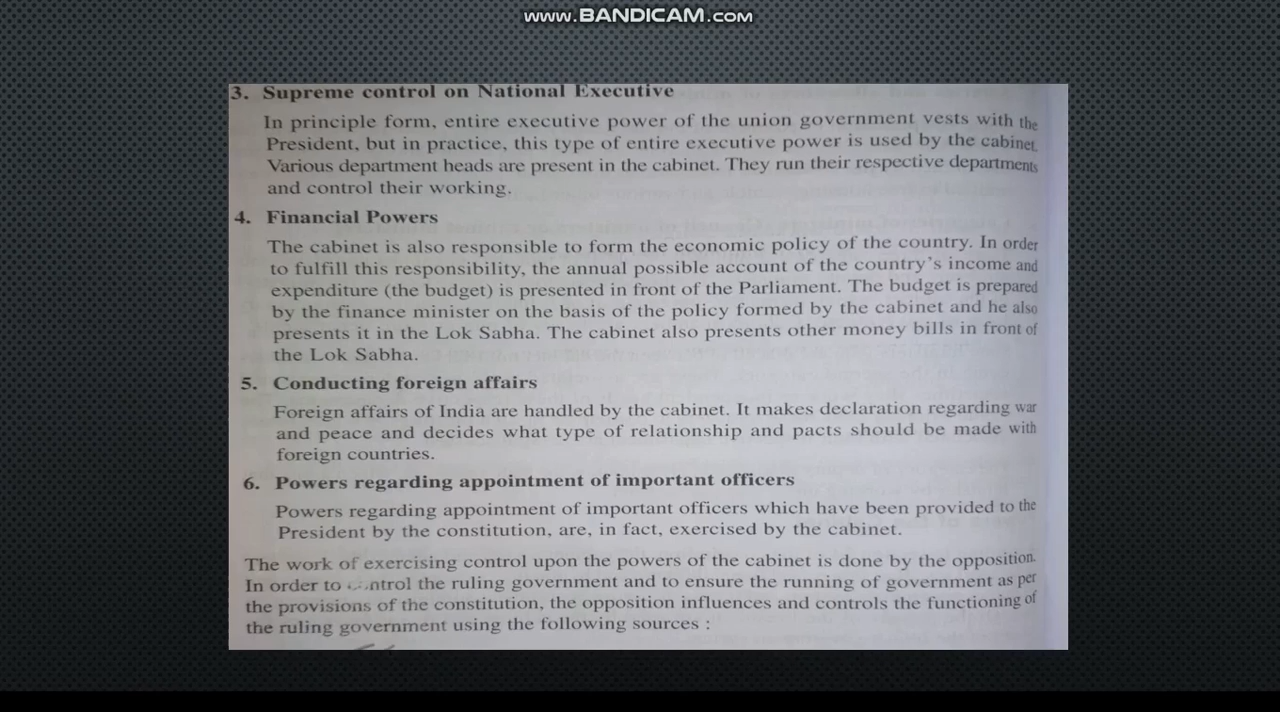 www.BANDICAM.com
3. Supreme control on National Executive
In principle form, entire executive power of the union government vests with the
President, but in practice, this type of entire executive power is used by the cabinet.
Various department heads are present in the cabinet. They run their respective departments
and control their working.
4. Financial Powers
The cabinet is also responsible to form the economic policy of the country. In order
to fulfill this responsibility, the annual possible account of the country's income and
expenditure (the budget) is presented in front of the Parliament. The budget is prepared
by the finance minister on the basis of the policy formed by the cabinet and he also
presents it in the Lok Sabha. The cabinet also presents other money bills in front of
the Lok Sabha.
5. Conducting foreign affairs
Foreign affairs of India are handled by the cabinet. It makes declaration regarding war
and peace and decides what type of relationship and pacts should be made with
foreign countries.
6. Powers regarding appointment of important officers
Powers regarding appointment of important officers which have been provided to the
President by the constitution, are, in fact, exercised by the cabinet.
The work of exercising control upon the powers of the cabinet is done by the opposition.
In order to the ruling government and to ensure the running of government as per
the provisions of the constitution, the opposition influences and controls the functioning of
the ruling government using the following sources :